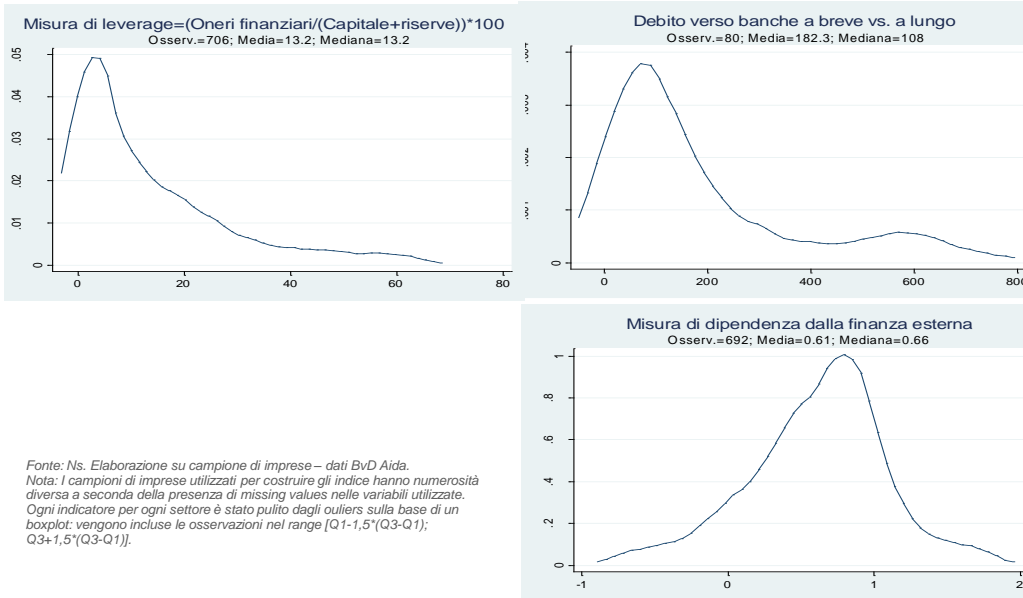 Misura di leverage=(Oneri finanziari/(Capitale+riserve))*100
Osserv.=706; Media=13.2; Mediana=13.2
.05
.04
.03
.02
.01
0
0 20 40 60 80
Debito verso banche a breve vs. a lungo
Osserv.=80; Media=182.3; Mediana=108
0
0 200 400 600 800
Misura di dipendenza dalla finanza esterna
Osserv.=692; Media=0.61; Mediana=0.66
1
.8
.6
.4
.2
0
-1 0 1 2
Fonte: Ns. Elaborazione su campione di imprese – dati BvD Aida.
Nota: I campioni di imprese utilizzati per costruire gli indice hanno numerosità
diversa a seconda della presenza di missing values nelle variabili utilizzate.
Ogni indicatore per ogni settore è stato pulito dagli ouliers sulla base di un
boxplot: vengono incluse le osservazioni nel range [Q1-1,5*(Q3-Q1);
Q3+1,5*(Q3-Q1)].